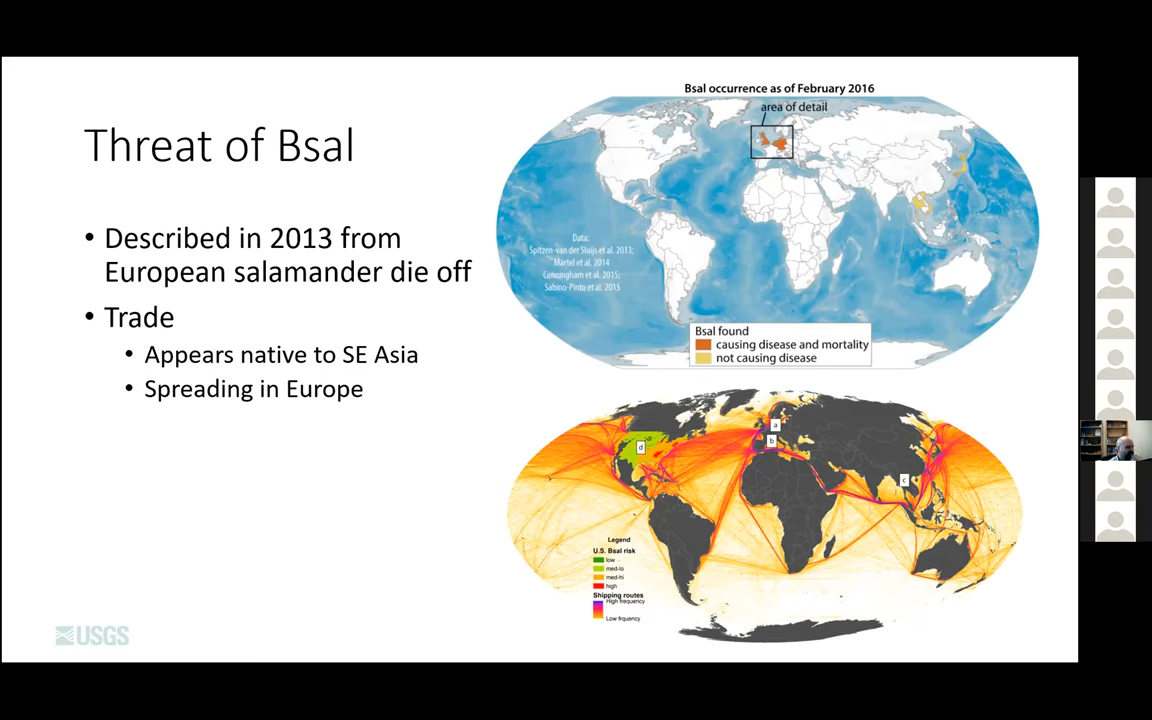 Threat of Bsal
• Described in 2013 from
European salamander die off
• Trade
• Appears native to SE Asia
• Spreading in Europe
USGS
Bsal occurrence as of February 2016
area of detail
Data:
Spitzen-van der Sluijs et al. 2013;
Martel et al. 2014
Cunningham et al. 2015;
Sabino-Pinto et al. 2015
Bsal found
causing disease and mortality
not causing disease
a
b
c
d
Legend
U.S. Bsal risk
low
med-lo
med-hi
high
Shipping routes
High frequency
Low frquency